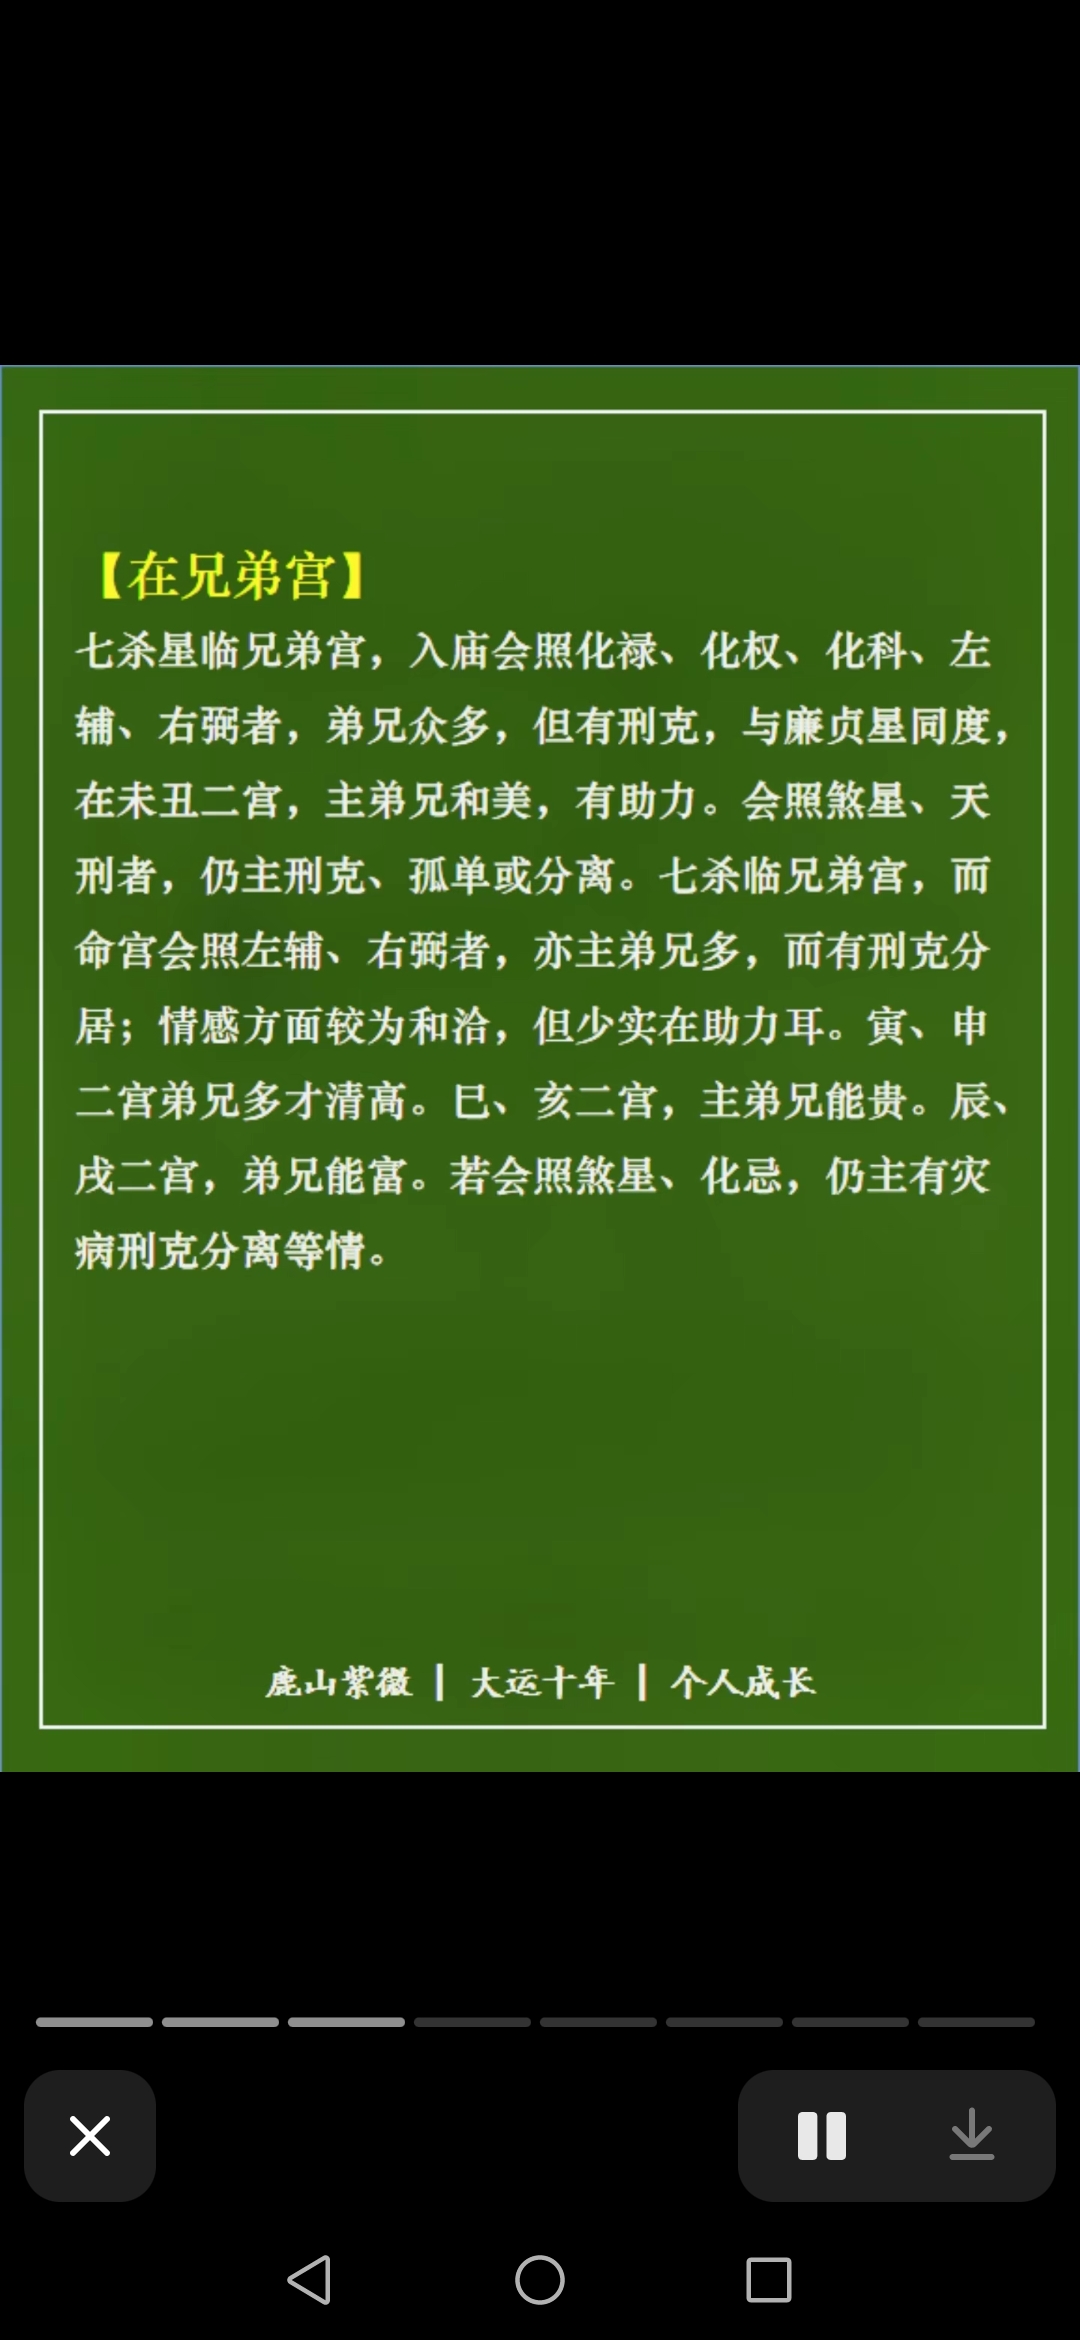 【在兄弟宫】
七杀星临兄弟宫，入庙会照化禄、化权、化科、左
辅、右弼者，弟兄众多，但有刑克，与廉贞星同度，
在未丑二宫，主弟兄和美，有助力。会照煞星、天
刑者，仍主刑克、孤单或分离。七杀临兄弟宫，而
命宫会照左辅、右弼者，亦主弟兄多，而有刑克分
居；情感方面较为和洽，但少实在助力耳。寅、申
二宫弟兄多才清高。巳、亥二宫，主弟兄能贵。辰、
戌二宫，弟兄能富。若会照煞星、化忌，仍主有灾
病刑克分离等情。
鹿山紫微 | 大运十年 | 个人成长